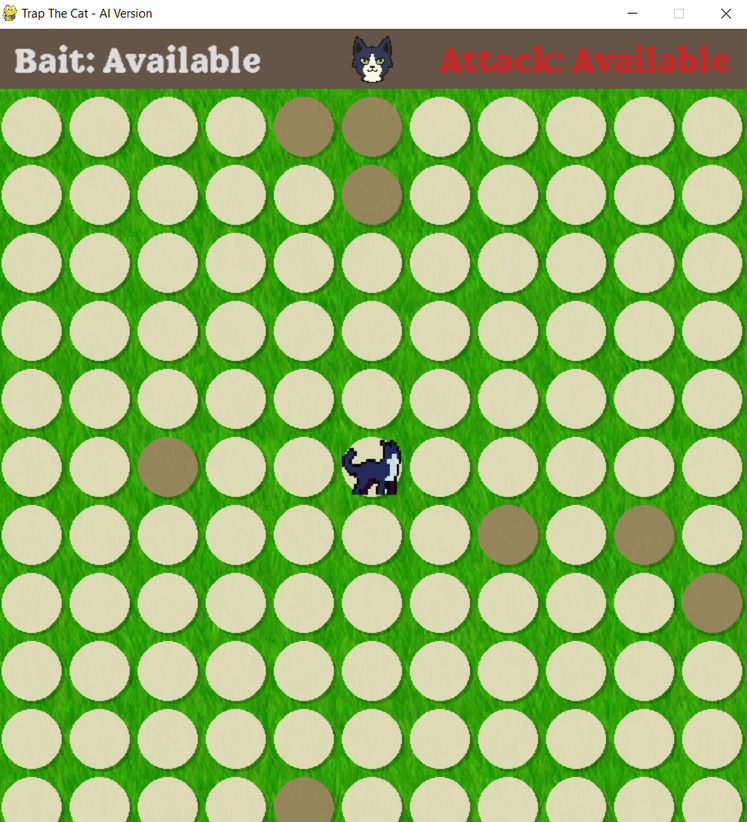 Trap The Cat - AI Version
Bait: Available
Attack: Available